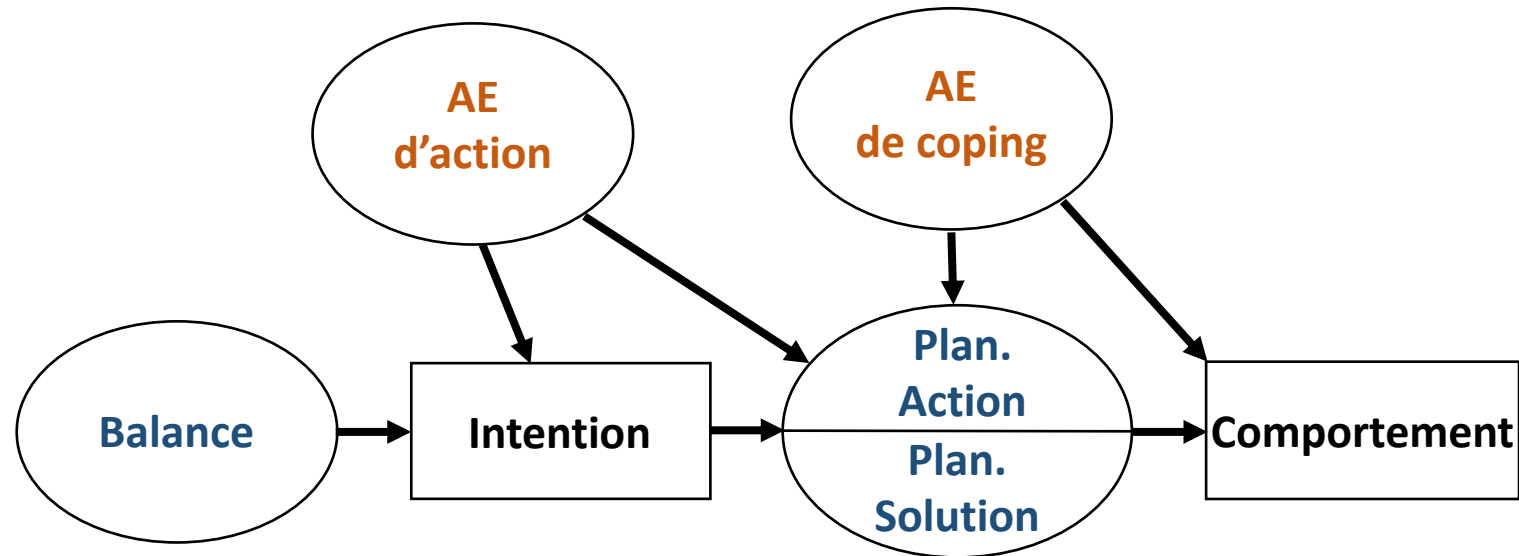 AE
d’action
AE
de coping
Balance
Intention
Plan.
Action
Plan.
Solution
Comportement